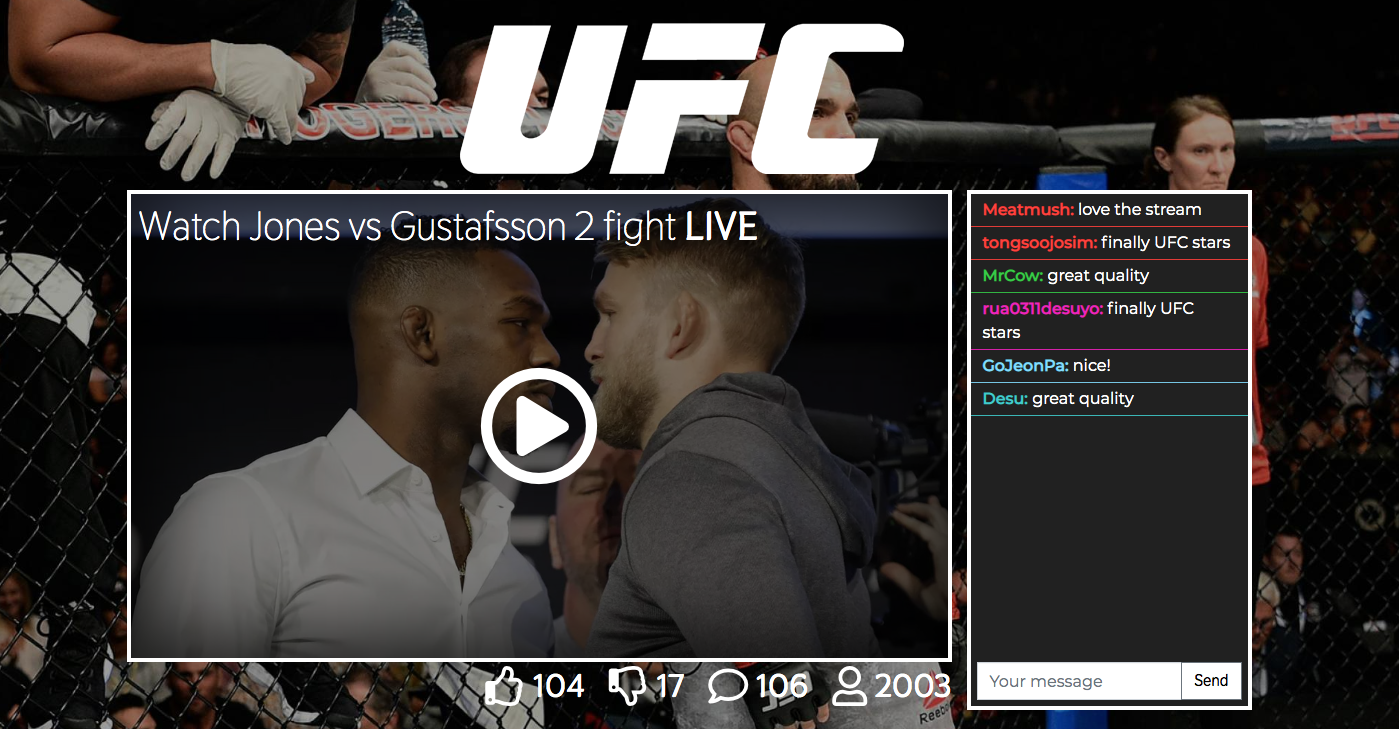 UFC
Watch Jones vs Gustafsson 2 fight LIVE
Meatmush: love the stream
tongsoojosim: finally UFC stars
MrCow: great quality
rua0311desuyo: finally UFC
stars
GoJeonPa: nice!
Desu: great quality
Your message
Send
104
17
106
2003
Reebok